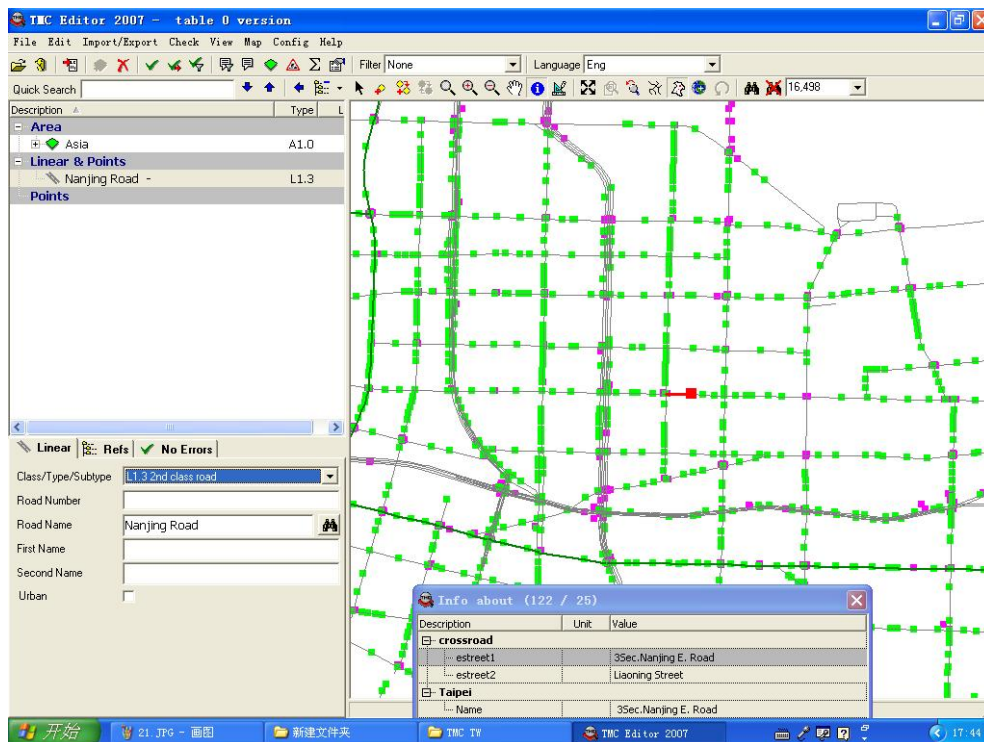 TMC Editor 2007 - table 0 version
File Edit Import/Export Check View Map Config Help
Filter None Language Eng
Quick Search 16,498
Description Type L
Area
Asia A1.0
Linear & Points
Nanjing Road - L1.3
Points
Linear Refs No Errors
Class/Type/Subtype L1.3 2nd class road
Road Number
Road Name Nanjing Road
First Name
Second Name
Urban
Info about (122 / 25)
Description Unit Value
crossroad
estreet1 3Sec.Nanjing E. Road
estreet2 Liaoning Street
Taipei
Name 3Sec.Nanjing E. Road
开始 21.JPG - 画图 新建文件夹 TMC TW TMC Editor 2007 17:44